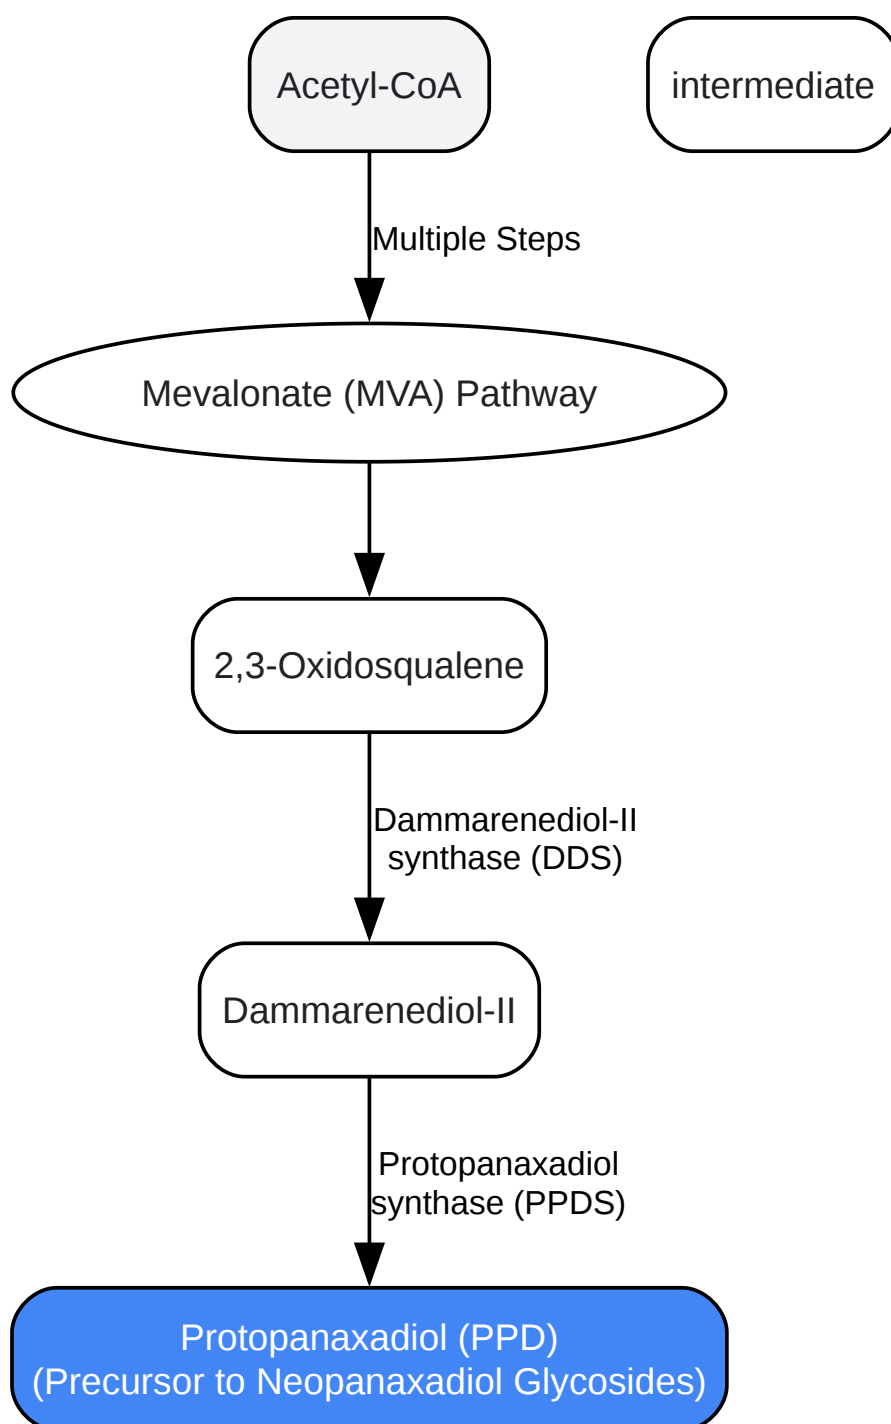 Acetyl-CoA
intermediate
Multiple Steps
Mevalonate (MVA) Pathway
2,3-Oxidosqualene
Dammarenediol-II
synthase (DDS)
Dammarenediol-II
Protopanaxadiol
synthase (PPDS)
Protopanaxadiol (PPD)
(Precursor to Neopanaxadiol Glycosides)